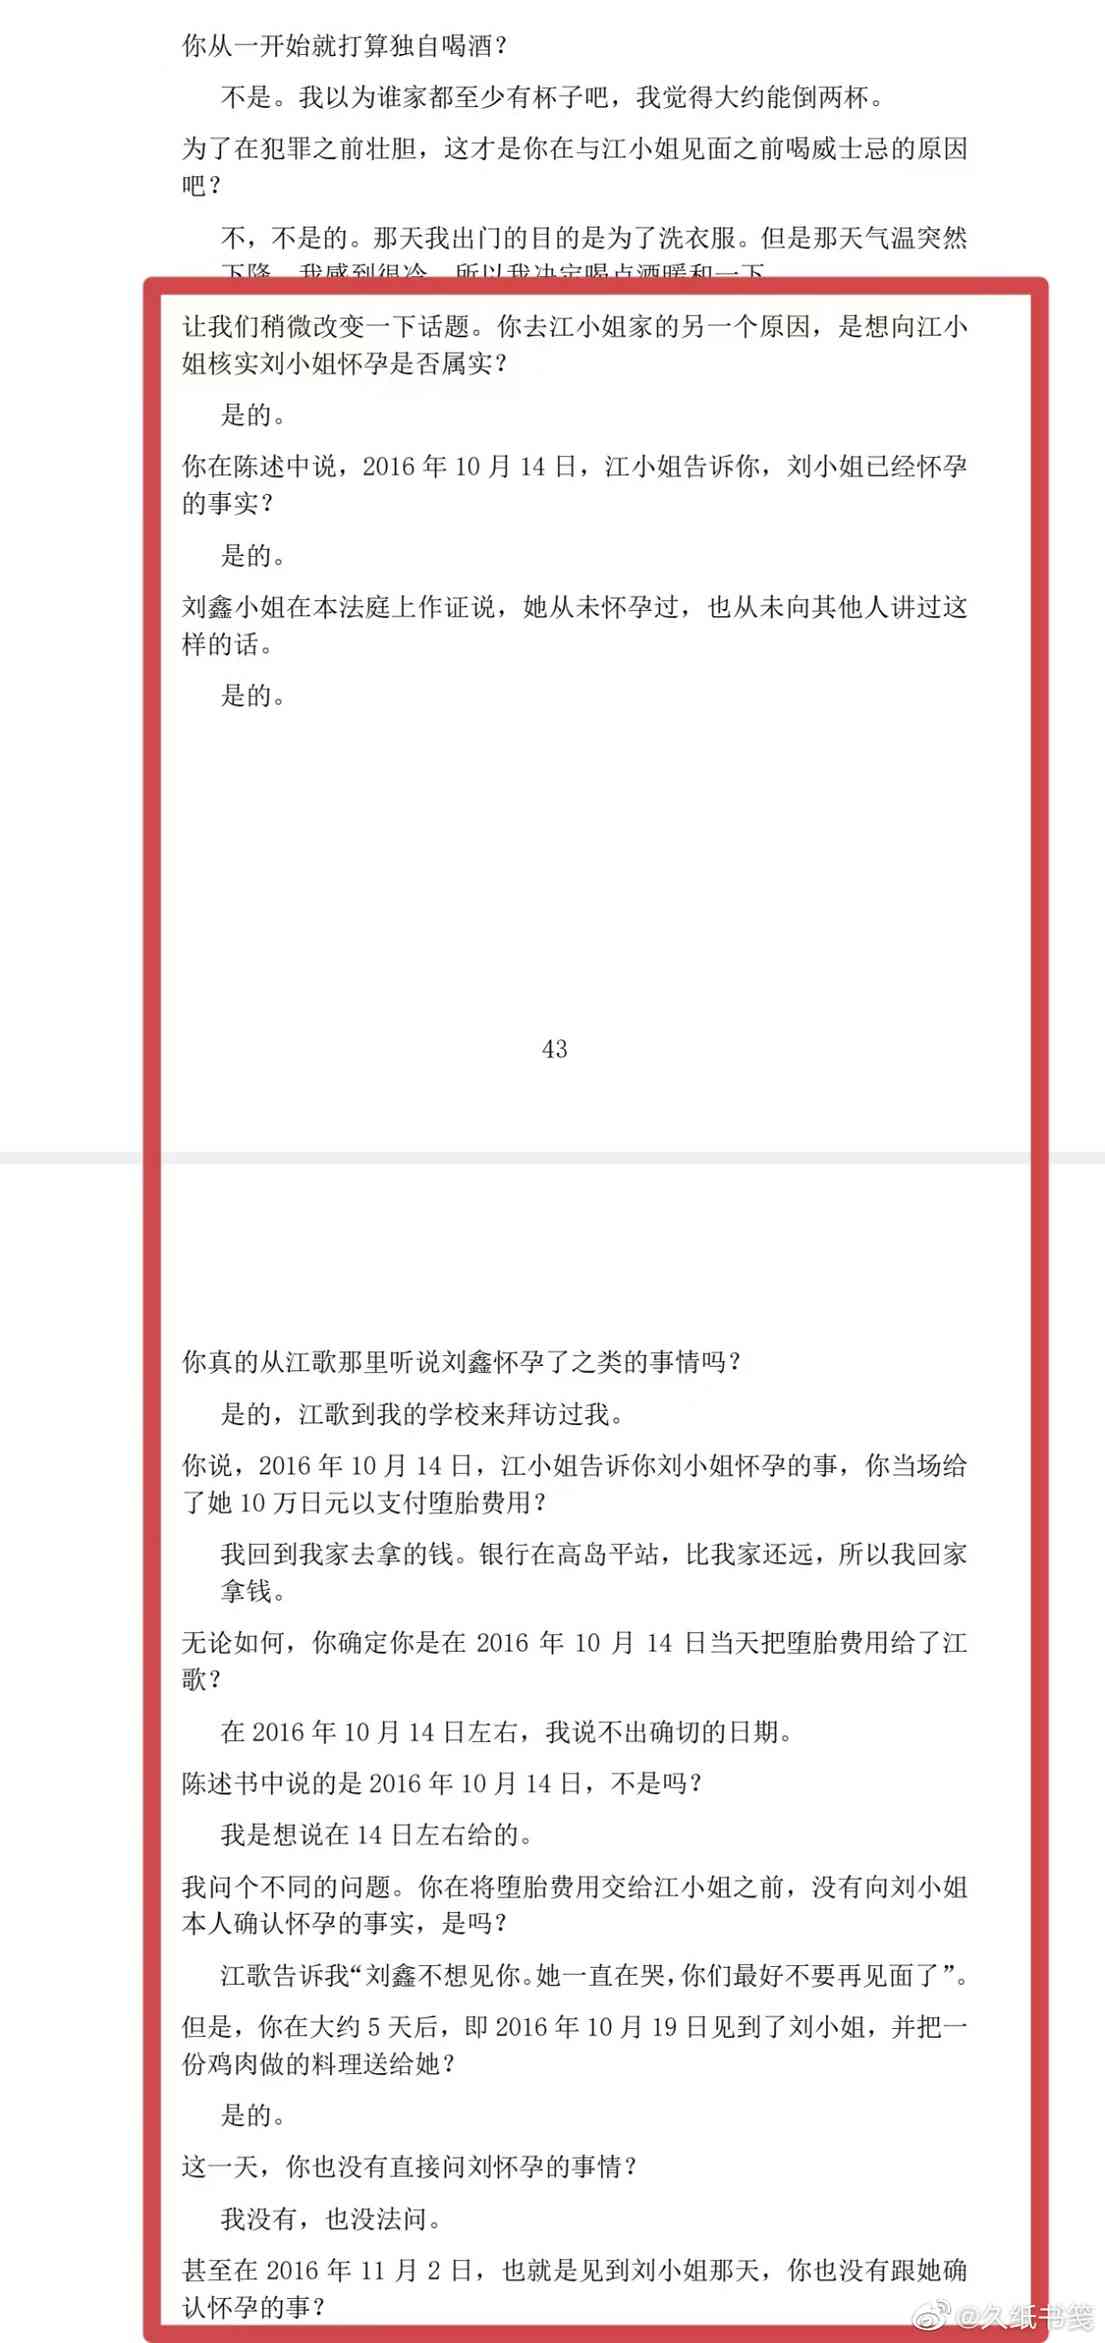 你从一开始就打算独自喝酒？
不是。我以为谁家都至少有杯子吧，我觉得大约能倒两杯。
为了在犯罪之前壮胆，这才是你在与江小姐见面之前喝威士忌的原因
吧？
不，不是的。那天我出门的目的是为了洗衣服。但是那天气温突然
下降，我感到很冷，所以我决定喝点酒暖和一下
让我们稍微改变一下话题。你去江小姐家的另一个原因，是想向江小
姐核实刘小姐怀孕是否属实？
是的。
你在陈述中说，2016 年 10 月 14 日，江小姐告诉你，刘小姐已经怀孕
的事实？
是的。
刘鑫小姐在本法庭上作证说，她从未怀孕过，也从未向其他人讲过这
样的话。
是的。
43
你真的从江歌那里听说刘鑫怀孕了之类的事情吗？
是的，江歌到我的学校来拜访过我。
你说，2016 年 10 月 14 日，江小姐告诉你刘小姐怀孕的事，你当场给
了她 10 万日元以支付堕胎费用？
我回到我家去拿的钱。银行在高岛平站，比我家还远，所以我回家
拿钱。
无论如何，你确定你是在 2016 年 10 月 14 日当天把堕胎费用给了江
歌？
在 2016 年 10 月 14 日左右，我说不出确切的日期。
陈述书中说的是 2016 年 10 月 14 日，不是吗？
我是想说在 14 日左右给的。
我问个不同的问题。你在将堕胎费用交给江小姐之前，没有向刘小姐
本人确认怀孕的事实，是吗？
江歌告诉我“刘鑫不想见你。她一直在哭，你们最好不要再见面了”。
但是，你在大约 5 天后，即 2016 年 10 月 19 日见到了刘小姐，并把一
份鸡肉做的料理送给她？
是的。
这一天，你也没有直接问刘怀孕的事情？
我没有，也没法问。
甚至在 2016 年 11 月 2 日，也就是见到刘小姐那天，你也没有跟她确
认怀孕的事？
@久纸书笺